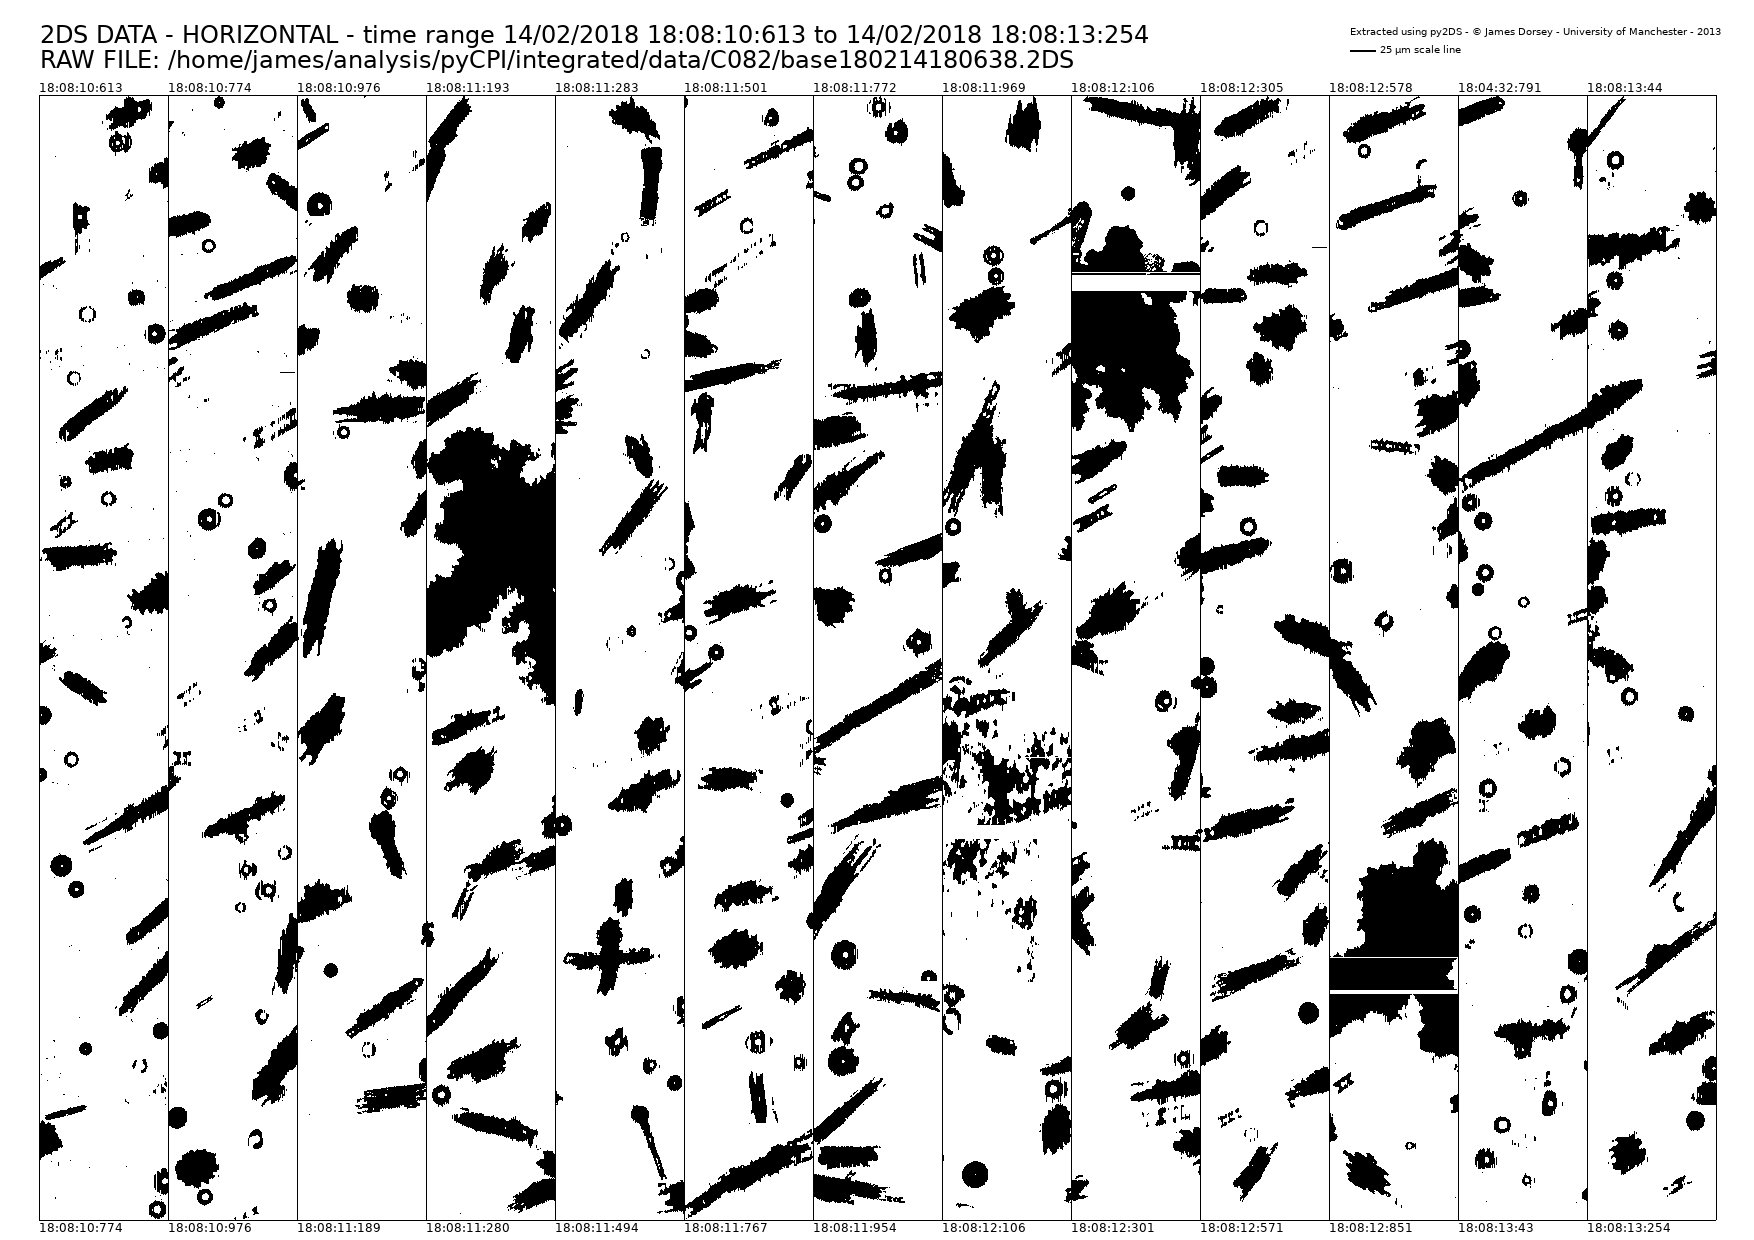 2DS DATA - HORIZONTAL - time range 14/02/2018 18:08:10:613 to 14/02/2018 18:08:13:254
RAW FILE: /home/james/analysis/pyCPI/integrated/data/C082/base180214180638.2DS
Extracted using py2DS - © James Dorsey - University of Manchester - 2013
25 µm scale line
18:08:10:613 18:08:10:774 18:08:10:976 18:08:11:193 18:08:11:283 18:08:11:501 18:08:11:772 18:08:11:969 18:08:12:106 18:08:12:305 18:08:12:578 18:04:32:791 18:08:13:44
18:08:10:774 18:08:10:976 18:08:11:189 18:08:11:280 18:08:11:494 18:08:11:767 18:08:11:954 18:08:12:106 18:08:12:301 18:08:12:571 18:08:12:851 18:08:13:43 18:08:13:254